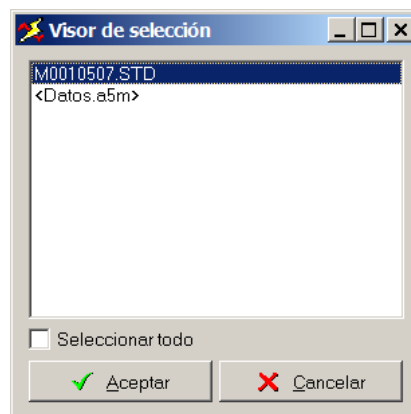 Visor de selección
M0010507.STD
<Datos.a5m>
Seleccionar todo
Aceptar
Cancelar